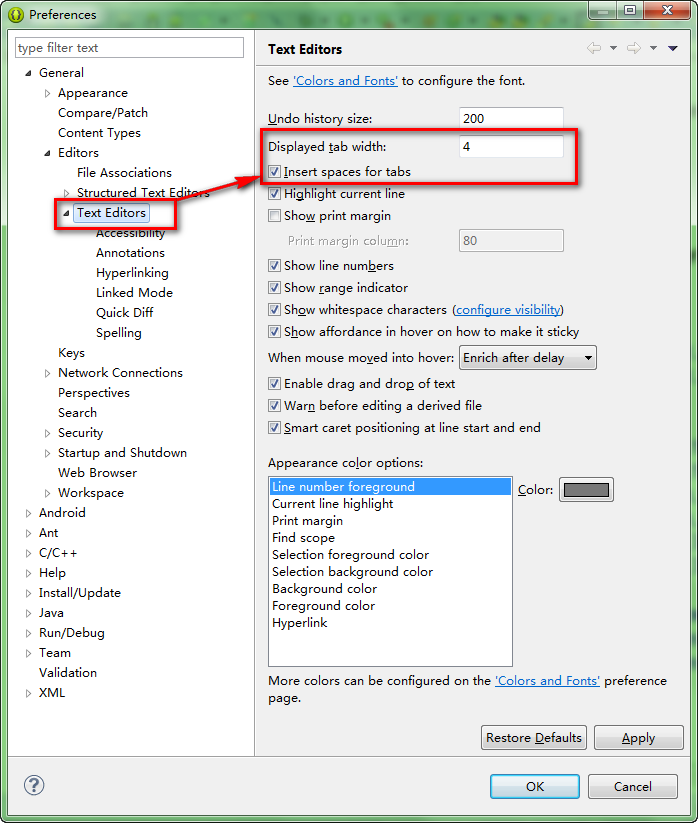 Preferences
type filter text
General
Appearance
Compare/Patch
Content Types
Editors
File Associations
Structured Text Editors
Text Editors
Accessibility
Annotations
Hyperlinking
Linked Mode
Quick Diff
Spelling
Keys
Network Connections
Perspectives
Search
Security
Startup and Shutdown
Web Browser
Workspace
Android
Ant
C/C++
Help
Install/Update
Java
Run/Debug
Team
Validation
XML
Text Editors
See 'Colors and Fonts' to configure the font.
Undo history size: 200
Displayed tab width: 4
Insert spaces for tabs
Highlight current line
Show print margin
Print margin column: 80
Show line numbers
Show range indicator
Show whitespace characters (configure visibility)
Show affordance in hover on how to make it sticky
When mouse moved into hover: Enrich after delay
Enable drag and drop of text
Warn before editing a derived file
Smart caret positioning at line start and end
Appearance color options:
Line number foreground
Current line highlight
Print margin
Find scope
Selection foreground color
Selection background color
Background color
Foreground color
Hyperlink
Color:
More colors can be configured on the 'Colors and Fonts' preference
page.
Restore Defaults Apply
? OK Cancel